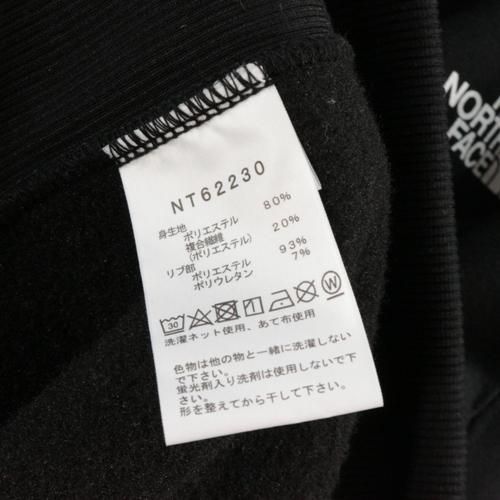 NT62230
身生地
ポリエステル 80%
複合繊維 20%
(ポリエステル)
リブ部
ポリエステル 93%
ポリウレタン 7%
30
W
洗濯ネット使用、あて布使用
色物は他の物と一緒に洗濯しない
で下さい。
蛍光剤入り洗剤は使用しないで下
さい。
形を整えてから干して下さい。
NORTH
FACE